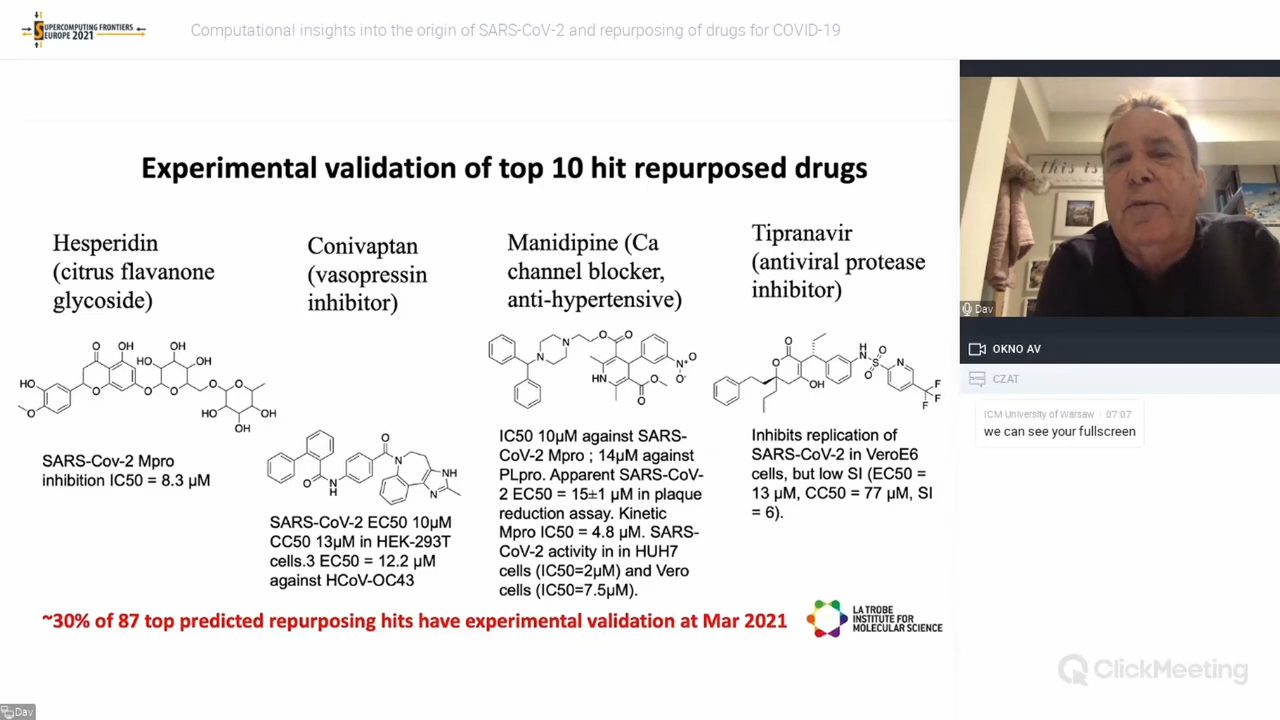 SUPERCOMPUTING FRONTIERS
EUROPE 2021
Computational insights into the origin of SARS-CoV-2 and repurposing of drugs for COVID-19
Experimental validation of top 10 hit repurposed drugs
Hesperidin
(citrus flavanone
glycoside)
Conivaptan
(vasopressin
inhibitor)
Manidipine (Ca
channel blocker,
anti-hypertensive)
Tipranavir
(antiviral protease
inhibitor)
SARS-Cov-2 Mpro
inhibition IC50 = 8.3 µM
SARS-CoV-2 EC50 10µM
CC50 13µM in HEK-293T
cells.3 EC50 = 12.2 µM
against HCoV-OC43
IC50 10µM against SARS-
CoV-2 Mpro ; 14µM against
PLpro. Apparent SARS-CoV-
2 EC50 = 15±1 µM in plaque
reduction assay. Kinetic
Mpro IC50 = 4.8 µM. SARS-
CoV-2 activity in in HUH7
cells (IC50=2µM) and Vero
cells (IC50=7.5µM).
Inhibits replication of
SARS-CoV-2 in VeroE6
cells, but low SI (EC50 =
13 µM, CC50 = 77 µM, SI
= 6).
~30% of 87 top predicted repurposing hits have experimental validation at Mar 2021
LA TROBE
INSTITUTE FOR
MOLECULAR SCIENCE
this is
Dav
OKNO AV
CZAT
ICM University of Warsaw · 07:07
we can see your fullscreen
ClickMeeting
Dav